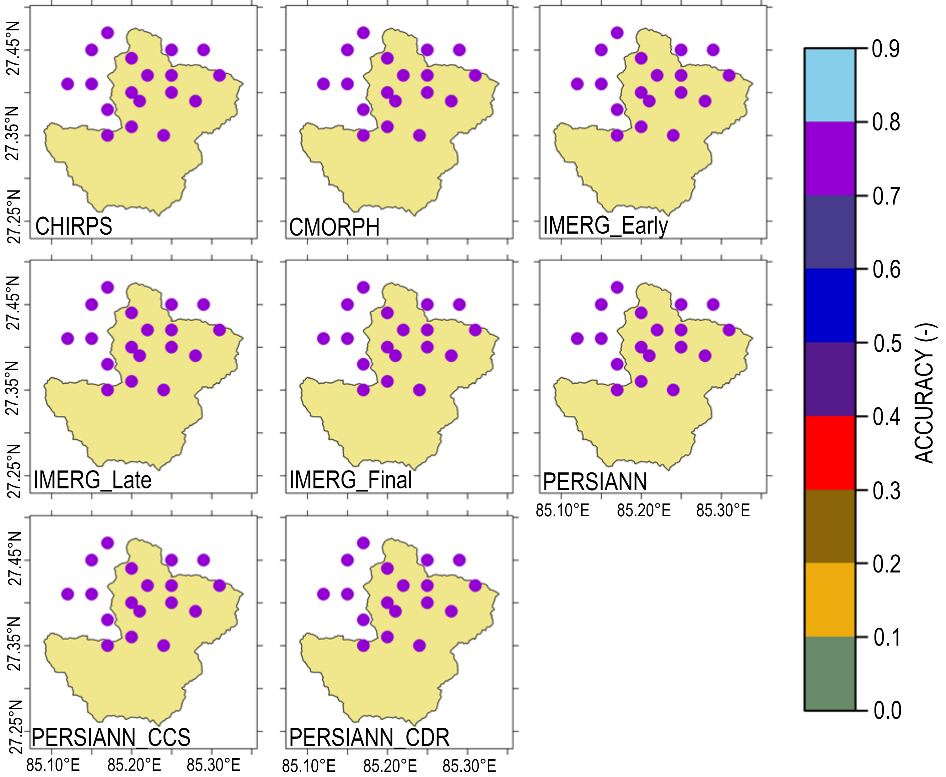 27.45°N
27.35°N
27.25°N
CHIRPS
CMORPH
IMERG_Early
27.45°N
27.35°N
27.25°N
IMERG_Late
IMERG_Final
PERSIANN
85.10°E 85.20°E 85.30°E
27.45°N
27.35°N
27.25°N
PERSIANN_CCS
PERSIANN_CDR
85.10°E 85.20°E 85.30°E
85.10°E 85.20°E 85.30°E
0.9
0.8
0.7
0.6
0.5
0.4
0.3
0.2
0.1
0.0
ACCURACY (-)